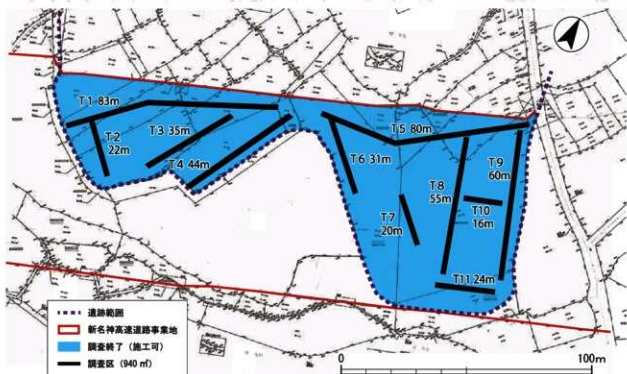 T1 83m
T2
22m
T3 35m
T4 44m
T5 80m
T6 31m
T7
20m
T8
55m
T9
60m
T10
16m
T11 24m
遺跡範囲
新名神高速道路事業地
調査終了（施工可）
調査区（940 ㎡）
0
100m